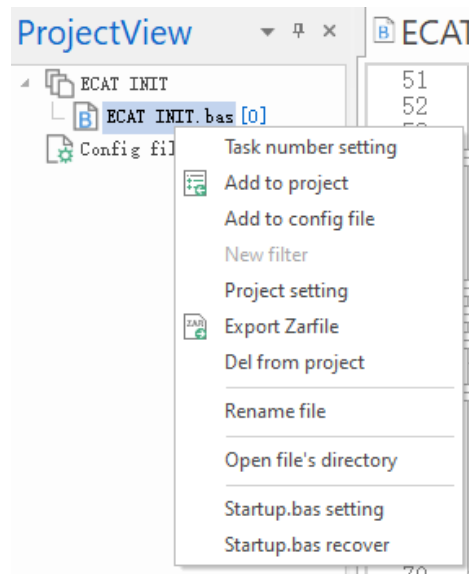 ProjectView
ECAT
ECAT INIT
ECAT INIT.bas [0]
Config fil
51
52
Task number setting
Add to project
Add to config file
New filter
Project setting
ZAR
Export Zarfile
Del from project
Rename file
Open file's directory
Startup.bas setting
Startup.bas recover
70